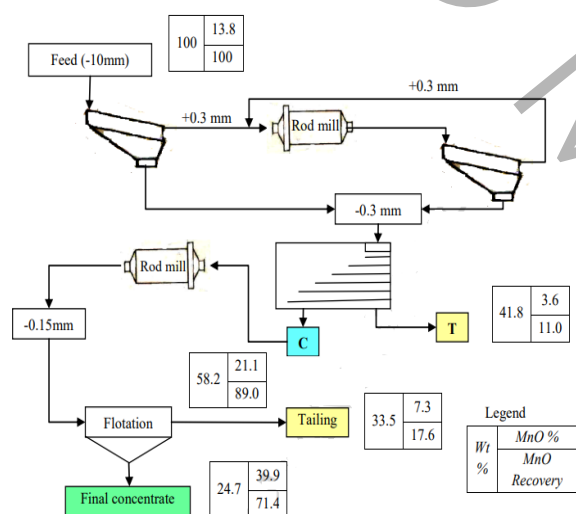 13.8
100
100
Feed (-10mm)
+0.3 mm
+0.3 mm
Rod mill
-0.3 mm
Rod mill
-0.15mm
C
T
41.8
3.6
11.0
58.2
21.1
89.0
Flotation
Tailing
33.5
7.3
17.6
Legend
Wt
%
MnO %
MnO
Recovery
Final concentrate
24.7
39.9
71.4